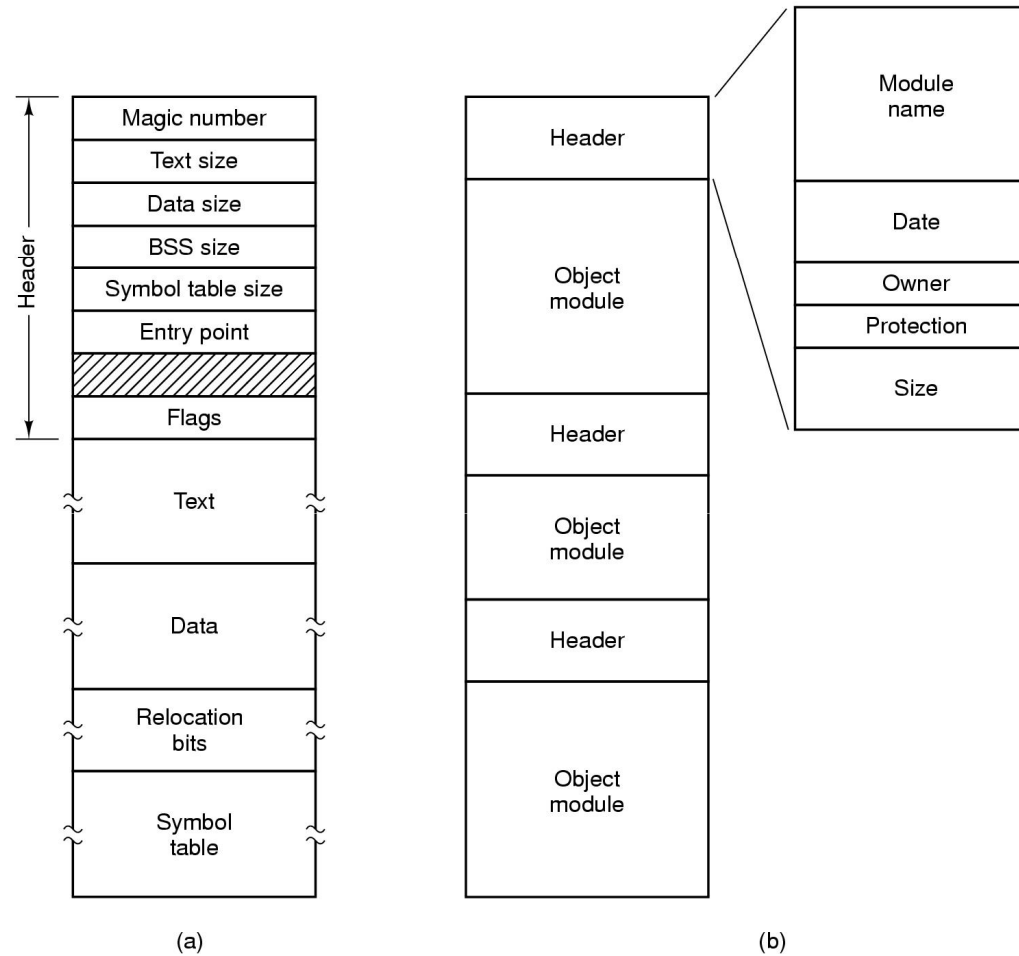 Header
Magic number
Text size
Data size
BSS size
Symbol table size
Entry point
Flags
Text
Data
Relocation
bits
Symbol
table
(a)
Header
Object
module
Header
Object
module
Header
Object
module
Module
name
Date
Owner
Protection
Size
(b)